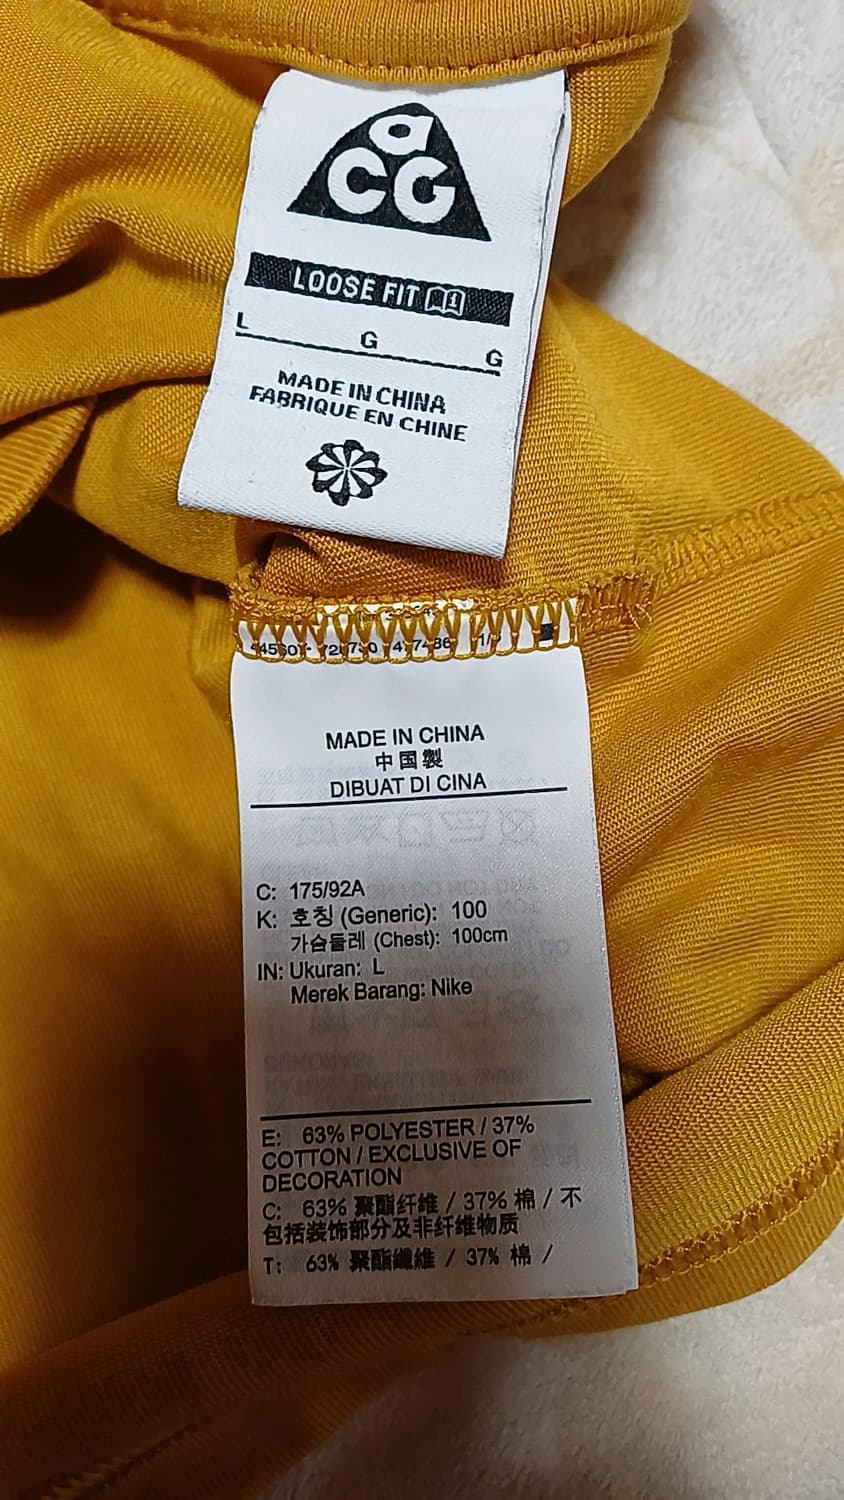 aCG
LOOSE FIT
L G G
MADE IN CHINA
FABRIQUE EN CHINE
MADE IN CHINA
中国製
DIBUAT DI CINA
C: 175/92A
K: 호칭 (Generic): 100
가슴둘레 (Chest): 100cm
IN: Ukuran: L
Merek Barang: Nike
E: 63% POLYESTER / 37%
COTTON / EXCLUSIVE OF
DECORATION
C: 63% 聚酯纤维 / 37% 棉 / 不
包括装饰部分及非纤维物质
T: 63% 聚酯纖維 / 37% 棉 /